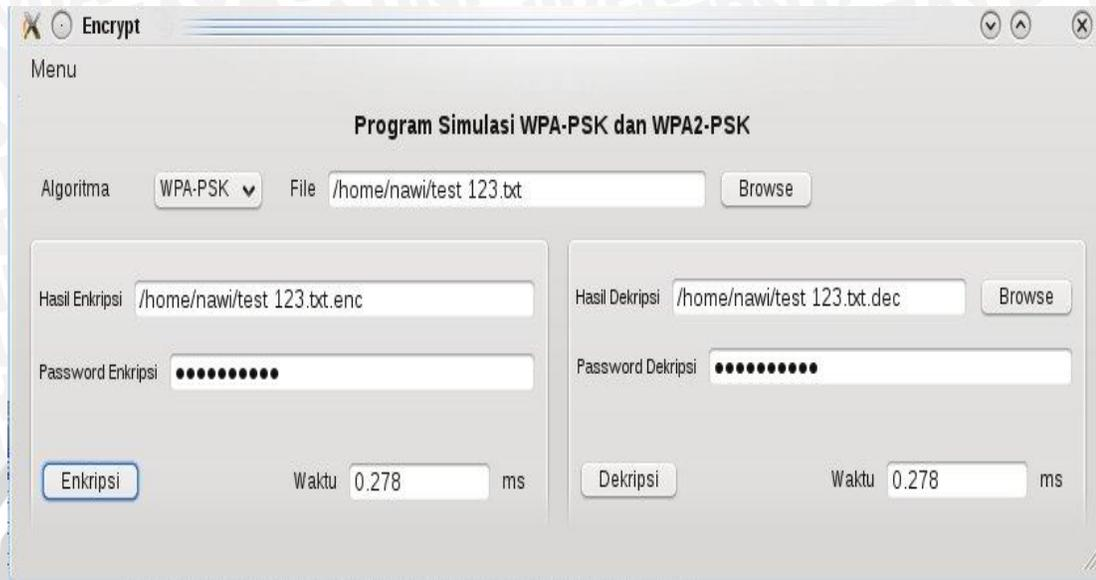 Encrypt
Menu
Program Simulasi WPA-PSK dan WPA2-PSK
Algoritma WPA-PSK File /home/nawi/test 123.txt Browse
Hasil Enkripsi /home/nawi/test 123.txt.enc
Password Enkripsi ●●●●●●●●●●
Enkripsi Waktu 0.278 ms
Hasil Dekripsi /home/nawi/test 123.txt.dec Browse
Password Dekripsi ●●●●●●●●●●
Dekripsi Waktu 0.278 ms